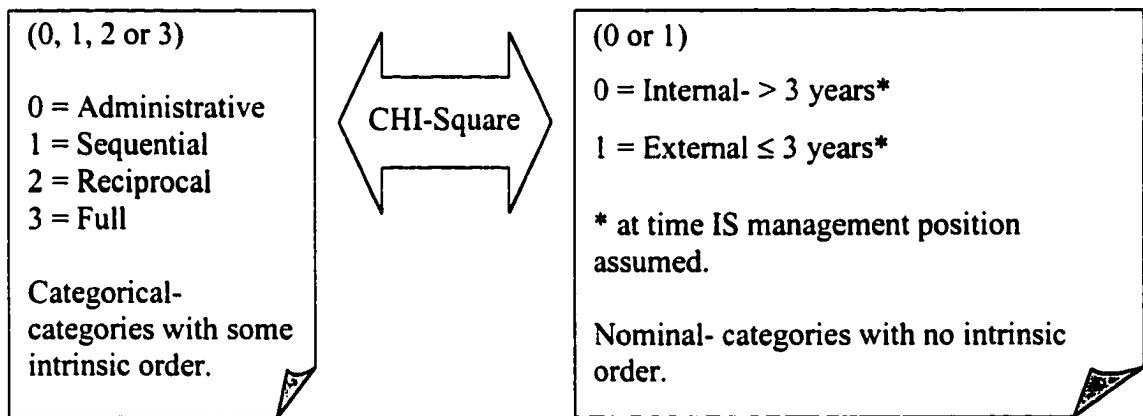 (0, 1, 2 or 3)
0 = Administrative
1 = Sequential
2 = Reciprocal
3 = Full
Categorical-
categories with some
intrinsic order.
CHI-Square
(0 or 1)
0 = Internal- > 3 years*
1 = External ≤ 3 years*
* at time IS management position
assumed.
Nominal- categories with no intrinsic
order.